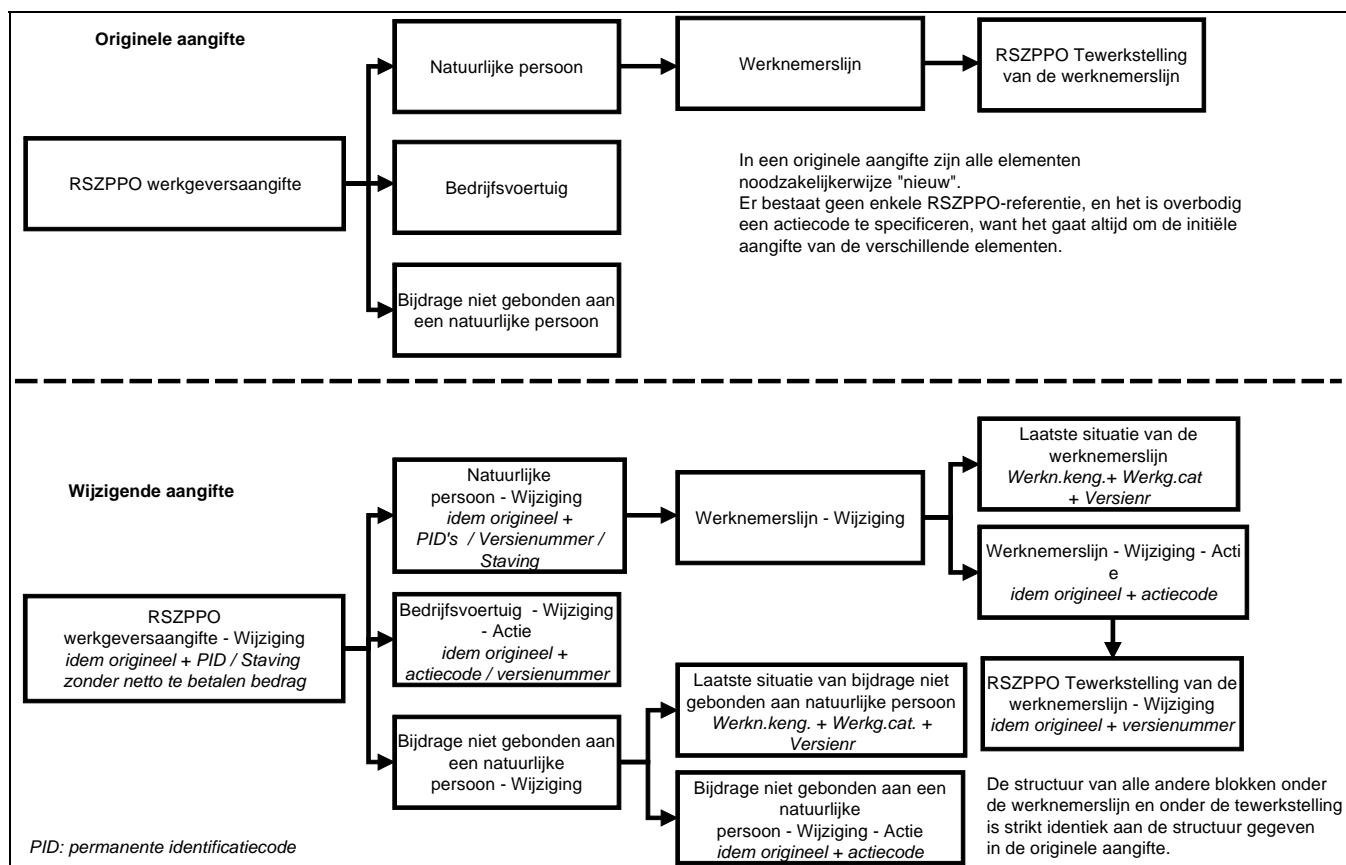 Originele aangifte
Natuurlijke persoon
Werknemerslijn
RSZPPO Tewerkstelling
van de werknemerslijn
RSZPPO werkgeversaangifte
Bedrijfsvoertuig
Bijdrage niet gebonden aan
een natuurlijke persoon
In een originele aangifte zijn alle elementen
noodzakelijkerwijze "nieuw".
Er bestaat geen enkele RSZPPO-referentie, en het is overbodig
een actiecode te specificeren, want het gaat altijd om de initiële
aangifte van de verschillende elementen.
Wijzigende aangifte
RSZPPO
werkgeversaangifte - Wijziging
idem origineel + PID / Staving
zonder netto te betalen bedrag
Natuurlijke
persoon - Wijziging
idem origineel +
PID's / Versienummer /
Staving
Werknemerslijn - Wijziging
Laatste situatie van de
werknemerslijn
Werkn.keng.+ Werkg.cat
+ Versienr
Werknemerslijn - Wijziging - Acti
e
idem origineel + actiecode
RSZPPO Tewerkstelling van de
werknemerslijn - Wijziging
idem origineel + versienummer
Bedrijfsvoertuig - Wijziging
- Actie
idem origineel +
actiecode / versienummer
Bijdrage niet gebonden aan
een natuurlijke
persoon - Wijziging
Laatste situatie van bijdrage niet
gebonden aan natuurlijke persoon
Werkn.keng. + Werkg.cat. +
Versienr
Bijdrage niet gebonden aan een
natuurlijke
persoon - Wijziging - Actie
idem origineel + actiecode
De structuur van alle andere blokken onder
de werknemerslijn en onder de tewerkstelling
is strikt identiek aan de structuur gegeven
in de originele aangifte.
PID: permanente identificatiecode